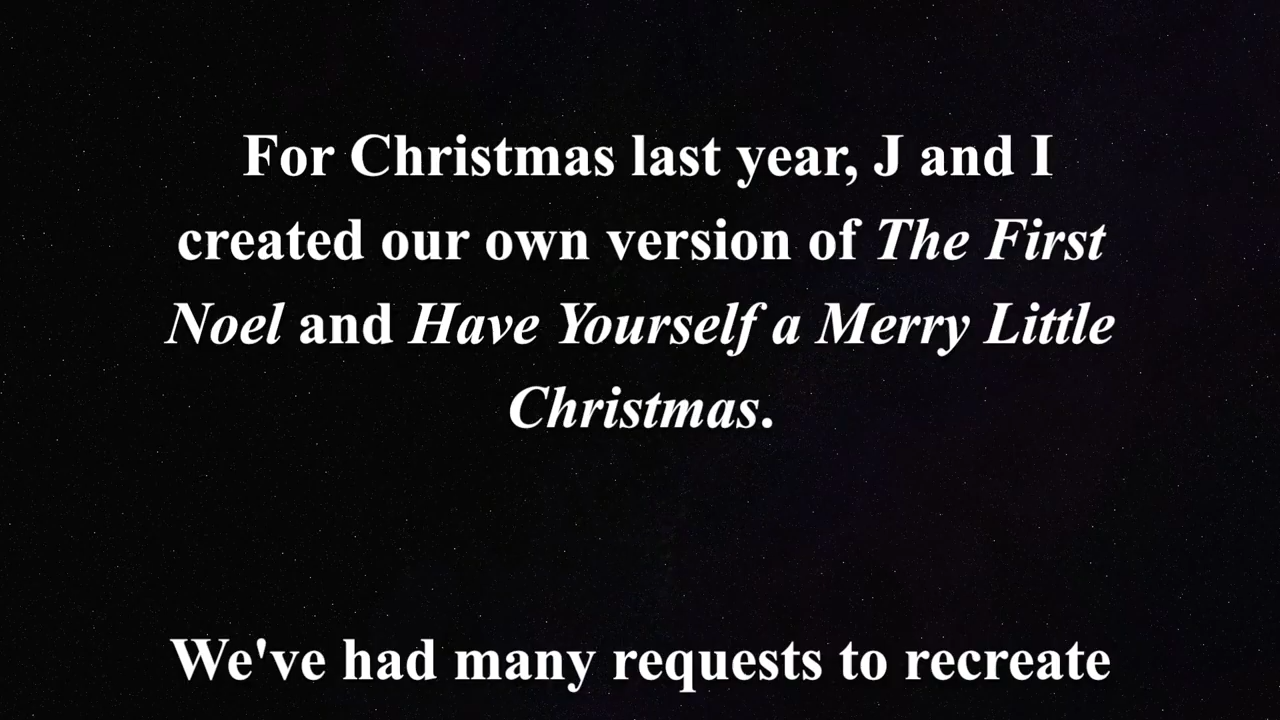 For Christmas last year, J and I
created our own version of The First
Noel and Have Yourself a Merry Little
Christmas.
We've had many requests to recreate